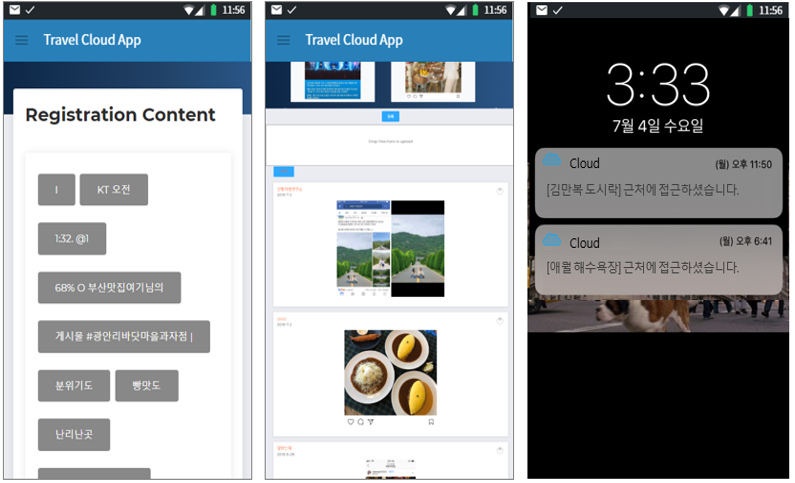 11:56
Travel Cloud App
Registration Content
I
KT 오전
1:32. @1
68% O 부산맛집여기님의
게시물 #광안리바닷마을과자점 |
분위기도
빵맛도
난리난곳
11:56
Travel Cloud App
Drop files here to upload
11:56
3:33
7월 4일 수요일
Cloud
(월) 오후 11:50
[김만복 도시락] 근처에 접근하셨습니다.
Cloud
(월) 오후 6:41
[애월 해수욕장] 근처에 접근하셨습니다.